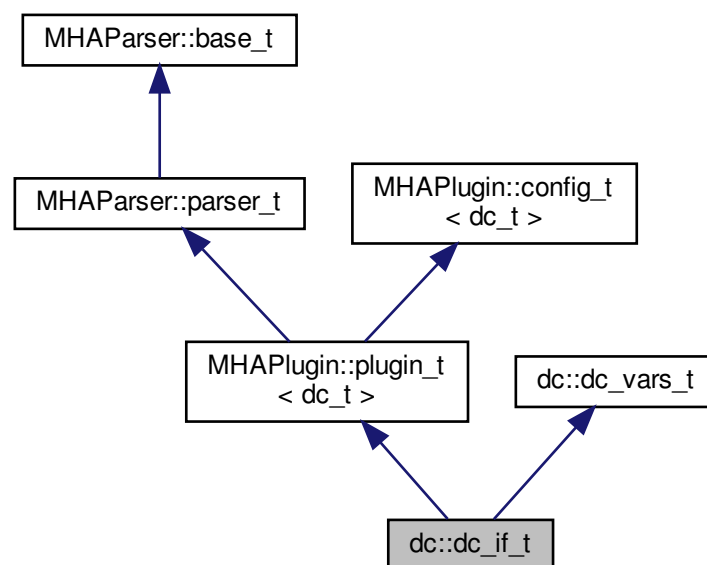 MHAParser::base_t
MHAParser::parser_t
MHAPlugin::config_t
< dc_t >
MHAPlugin::plugin_t
< dc_t >
dc::dc_vars_t
dc::dc_if_t